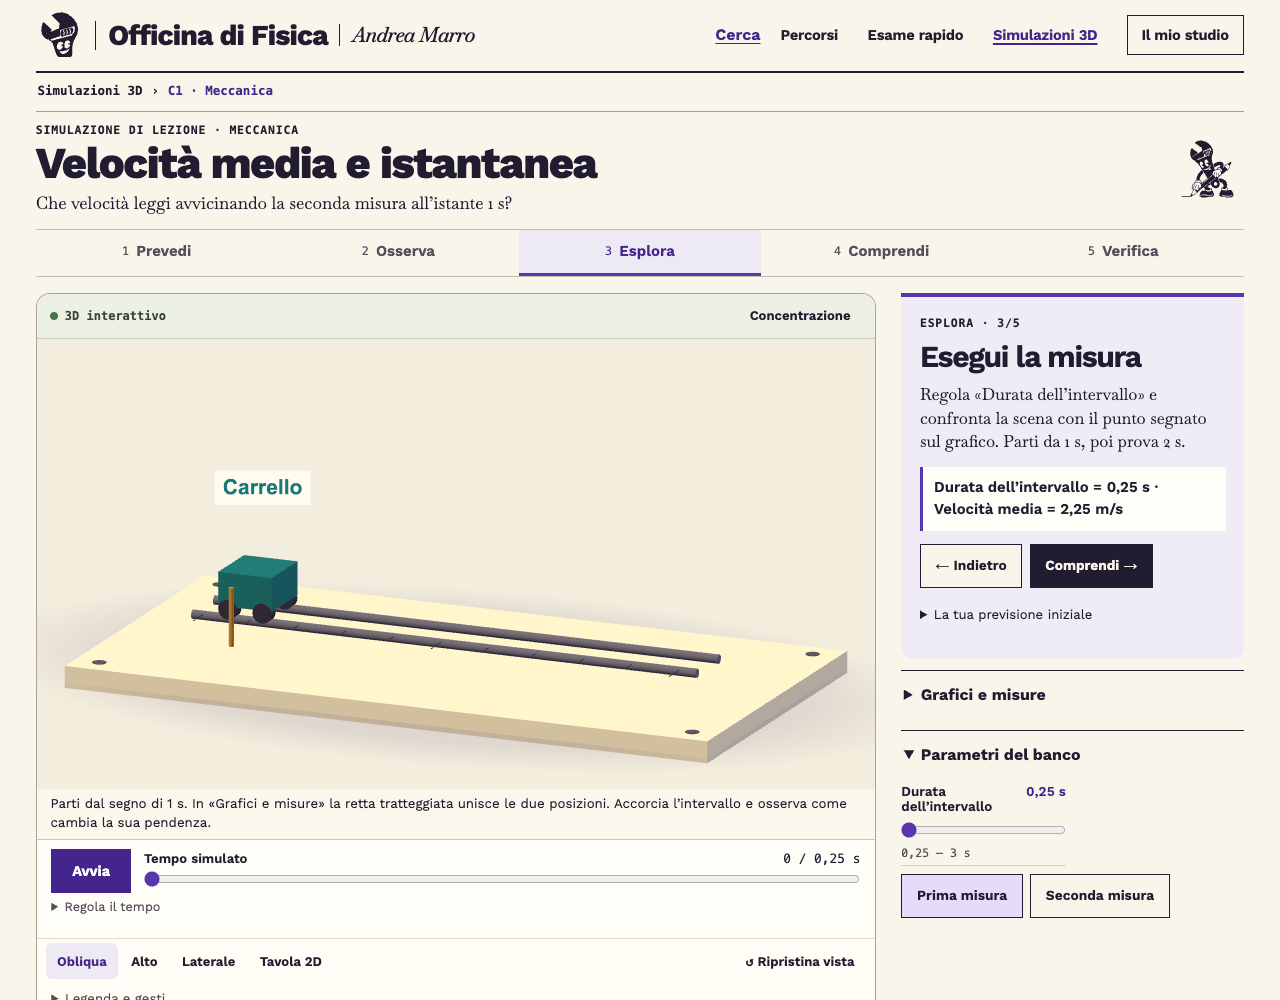 Officina di Fisica
Andrea Marro
Cerca
Percorsi
Esame rapido
Simulazioni 3D
Il mio studio
Simulazioni 3D › C1 · Meccanica
SIMULAZIONE DI LEZIONE · MECCANICA
Velocità media e istantanea
Che velocità leggi avvicinando la seconda misura all’istante 1 s?
1 Prevedi
2 Osserva
3 Esplora
4 Comprendi
5 Verifica
3D interattivo
Concentrazione
Carrello
Parti dal segno di 1 s. In «Grafici e misure» la retta tratteggiata unisce le due posizioni. Accorcia l’intervallo e osserva come
cambia la sua pendenza.
Avvia
Tempo simulato
0 / 0,25 s
▶ Regola il tempo
Obliqua
Alto
Laterale
Tavola 2D
↺ Ripristina vista
▶ Legenda e gesti
ESPLORA · 3/5
Esegui la misura
Regola «Durata dell’intervallo» e
confronta la scena con il punto segnato
sul grafico. Parti da 1 s, poi prova 2 s.
Durata dell’intervallo = 0,25 s ·
Velocità media = 2,25 m/s
← Indietro
Comprendi →
▶ La tua previsione iniziale
▶ Grafici e misure
▼ Parametri del banco
Durata
dell’intervallo
0,25 s
0,25 — 3 s
Prima misura
Seconda misura